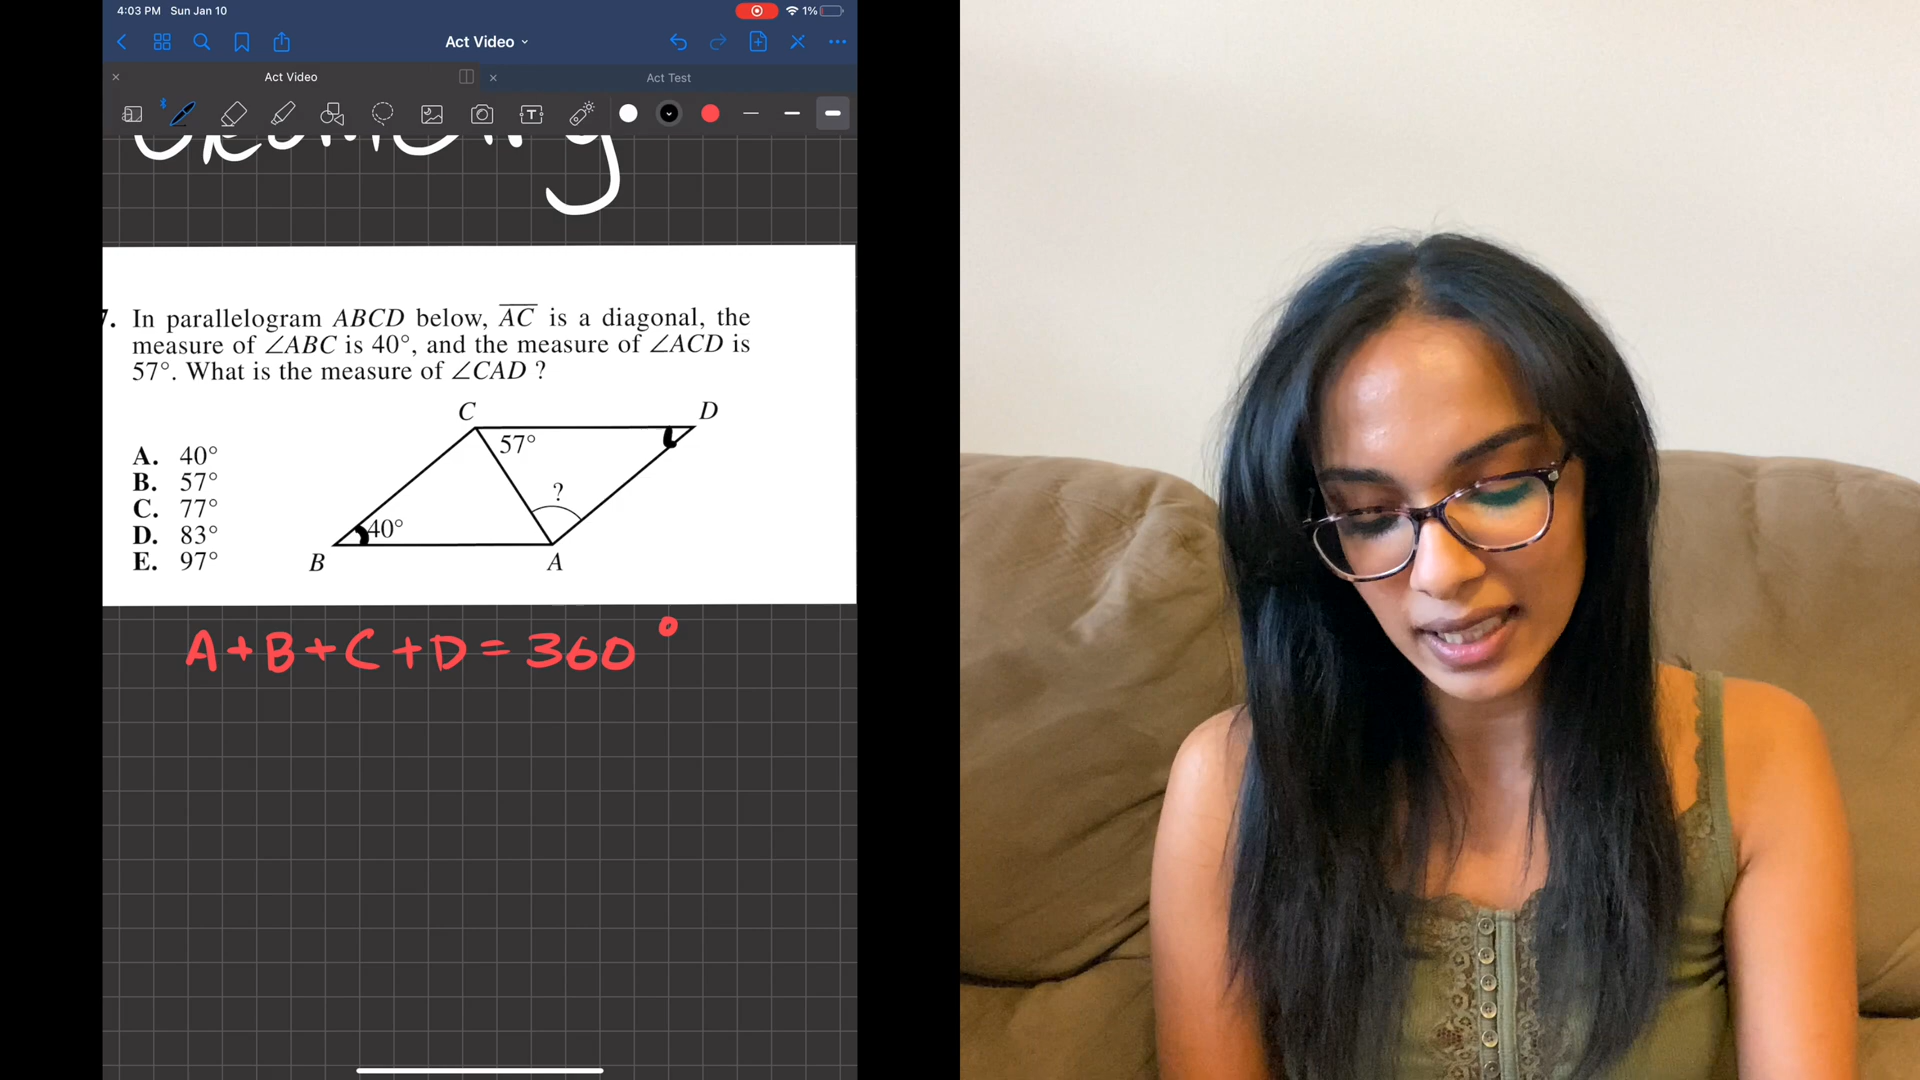 4:03 PM Sun Jan 10
1%
Act Video
Act Video
Act Test
Geometry
7. In parallelogram ABCD below, A̅C̅ is a diagonal, the
measure of ∠ABC is 40°, and the measure of ∠ACD is
57°. What is the measure of ∠CAD ?
C
D
57°
A. 40°
B. 57°
C. 77°
D. 83°
E. 97°
?
40°
B
A
A+B+C+D=360°